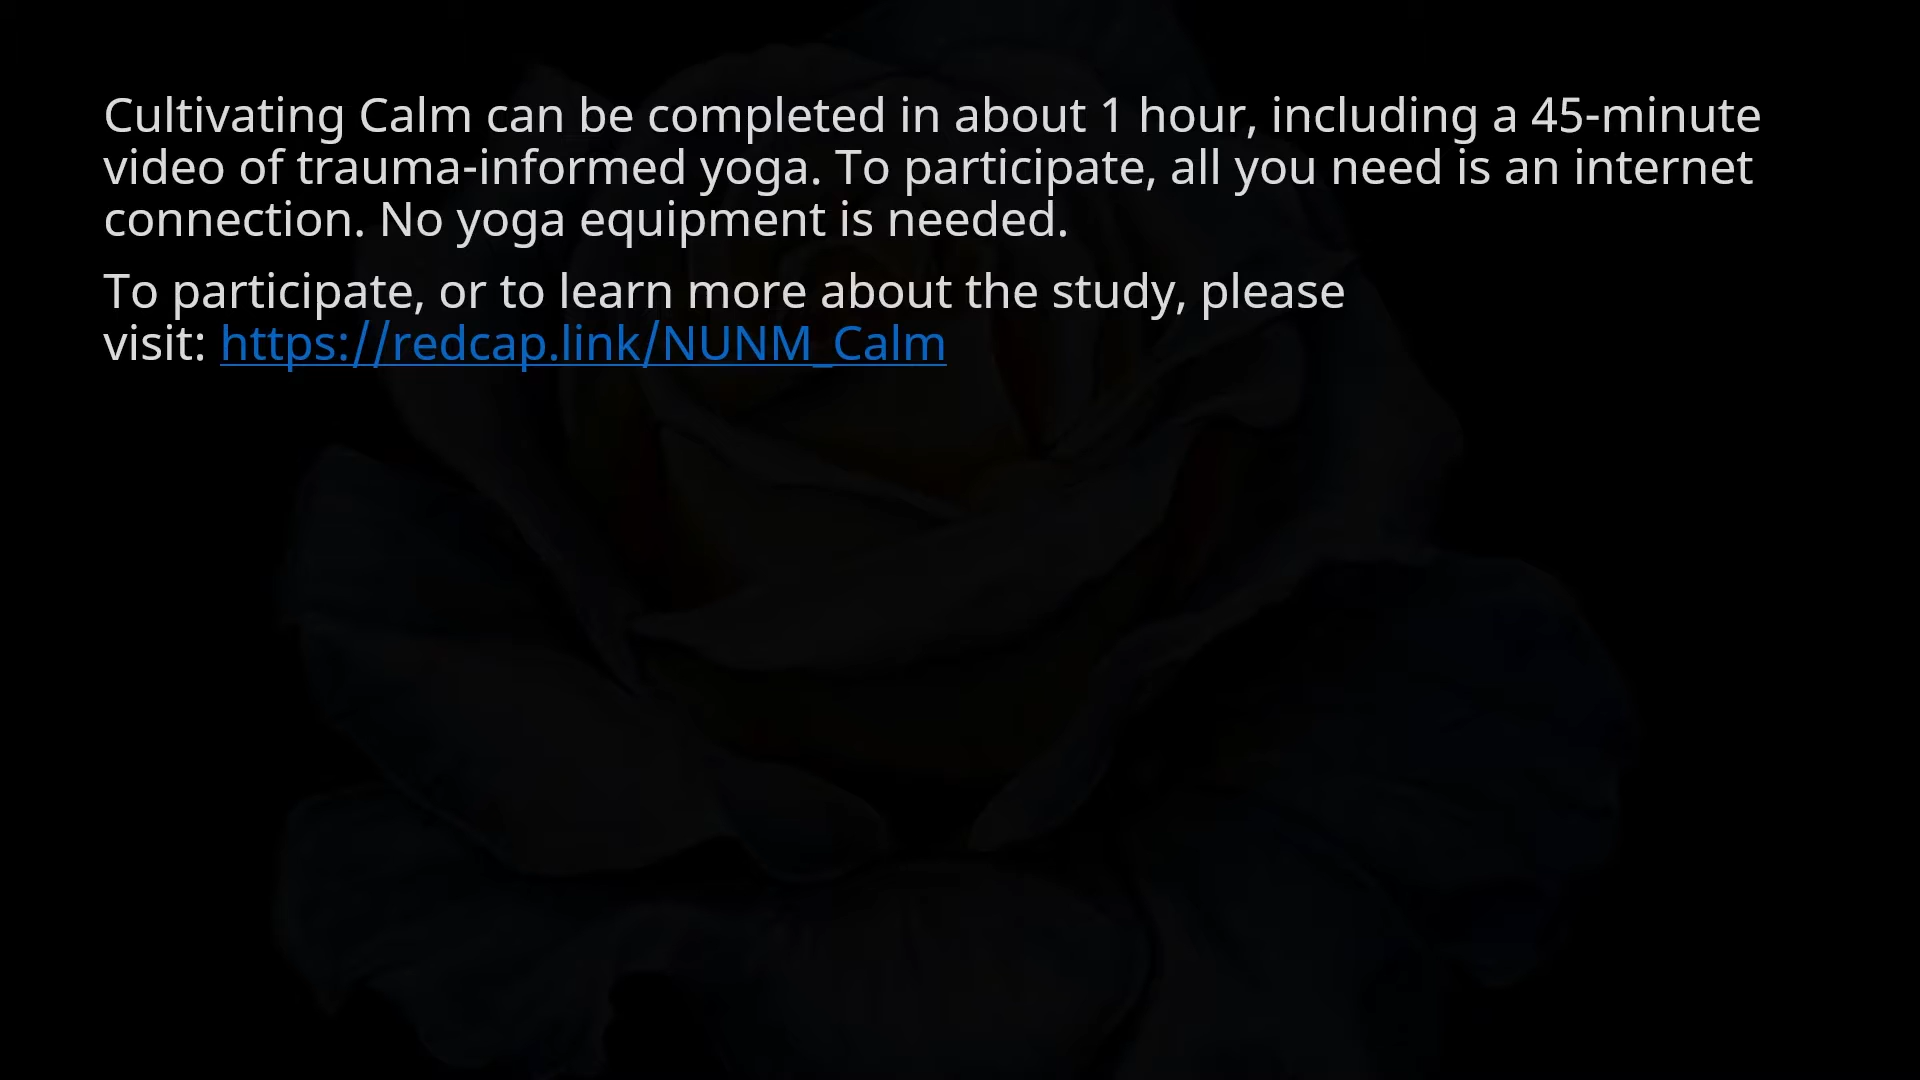 Cultivating Calm can be completed in about 1 hour, including a 45-minute
video of trauma-informed yoga. To participate, all you need is an internet
connection. No yoga equipment is needed.
To participate, or to learn more about the study, please
visit: https://redcap.link/NUNM_Calm